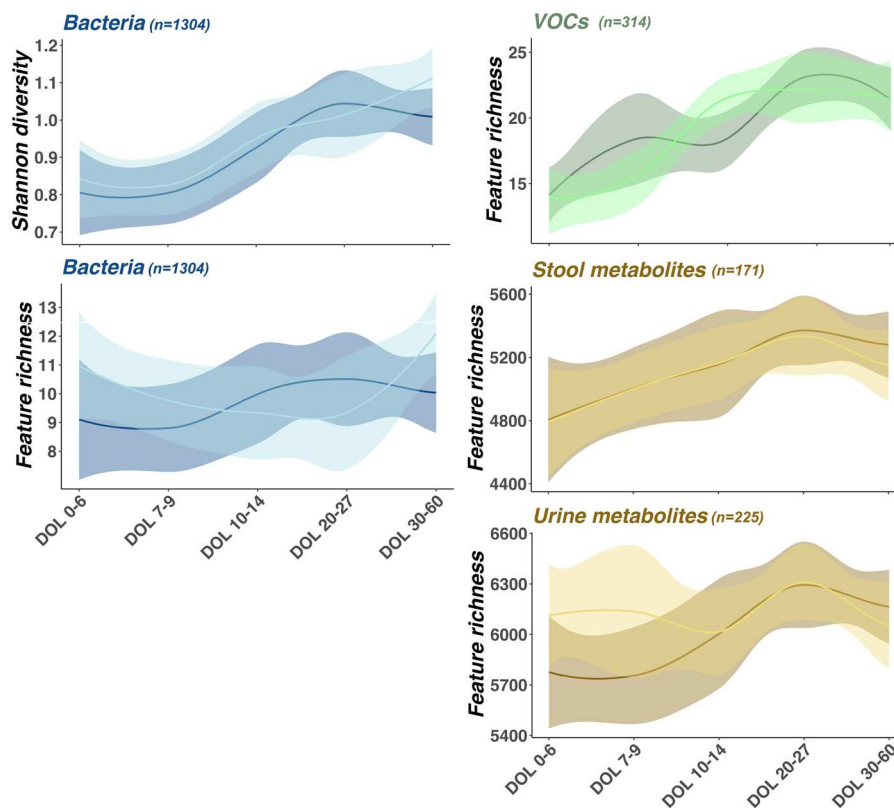 Bacteria (n=1304)
Shannon diversity
1.2
1.1
1.0
0.9
0.8
0.7
Bacteria (n=1304)
Feature richness
13
12
11
10
9
8
DOL 0-6
DOL 7-9
DOL 10-14
DOL 20-27
DOL 30-60
VOCs (n=314)
Feature richness
25
20
15
Stool metabolites (n=171)
Feature richness
5600
5200
4800
4400
Urine metabolites (n=225)
Feature richness
6600
6300
6000
5700
5400
DOL 0-6
DOL 7-9
DOL 10-14
DOL 20-27
DOL 30-60